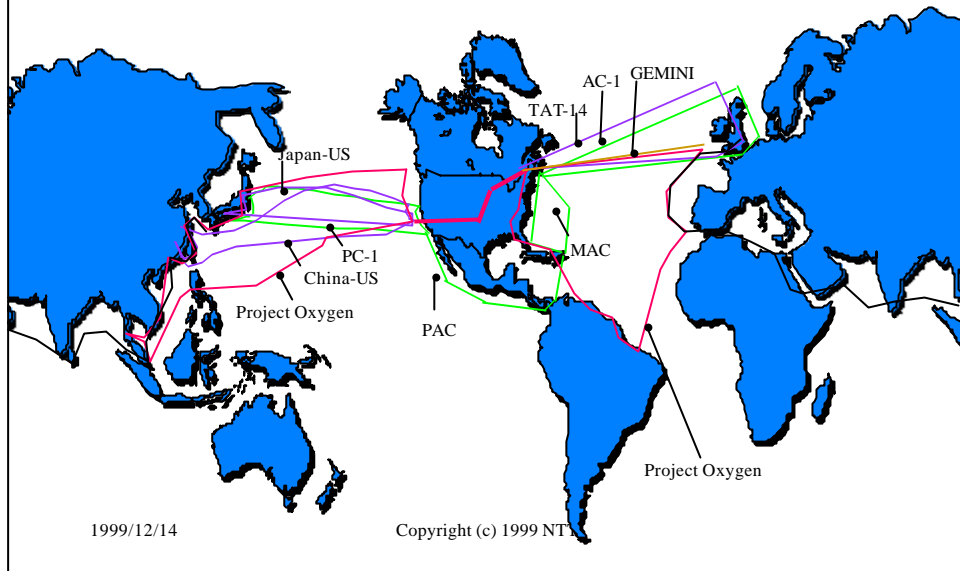 GEMINI
AC-1
TAT-14
Japan-US
MAC
PC-1
China-US
Project Oxygen
PAC
Project Oxygen
1999/12/14
Copyright (c) 1999 NTT